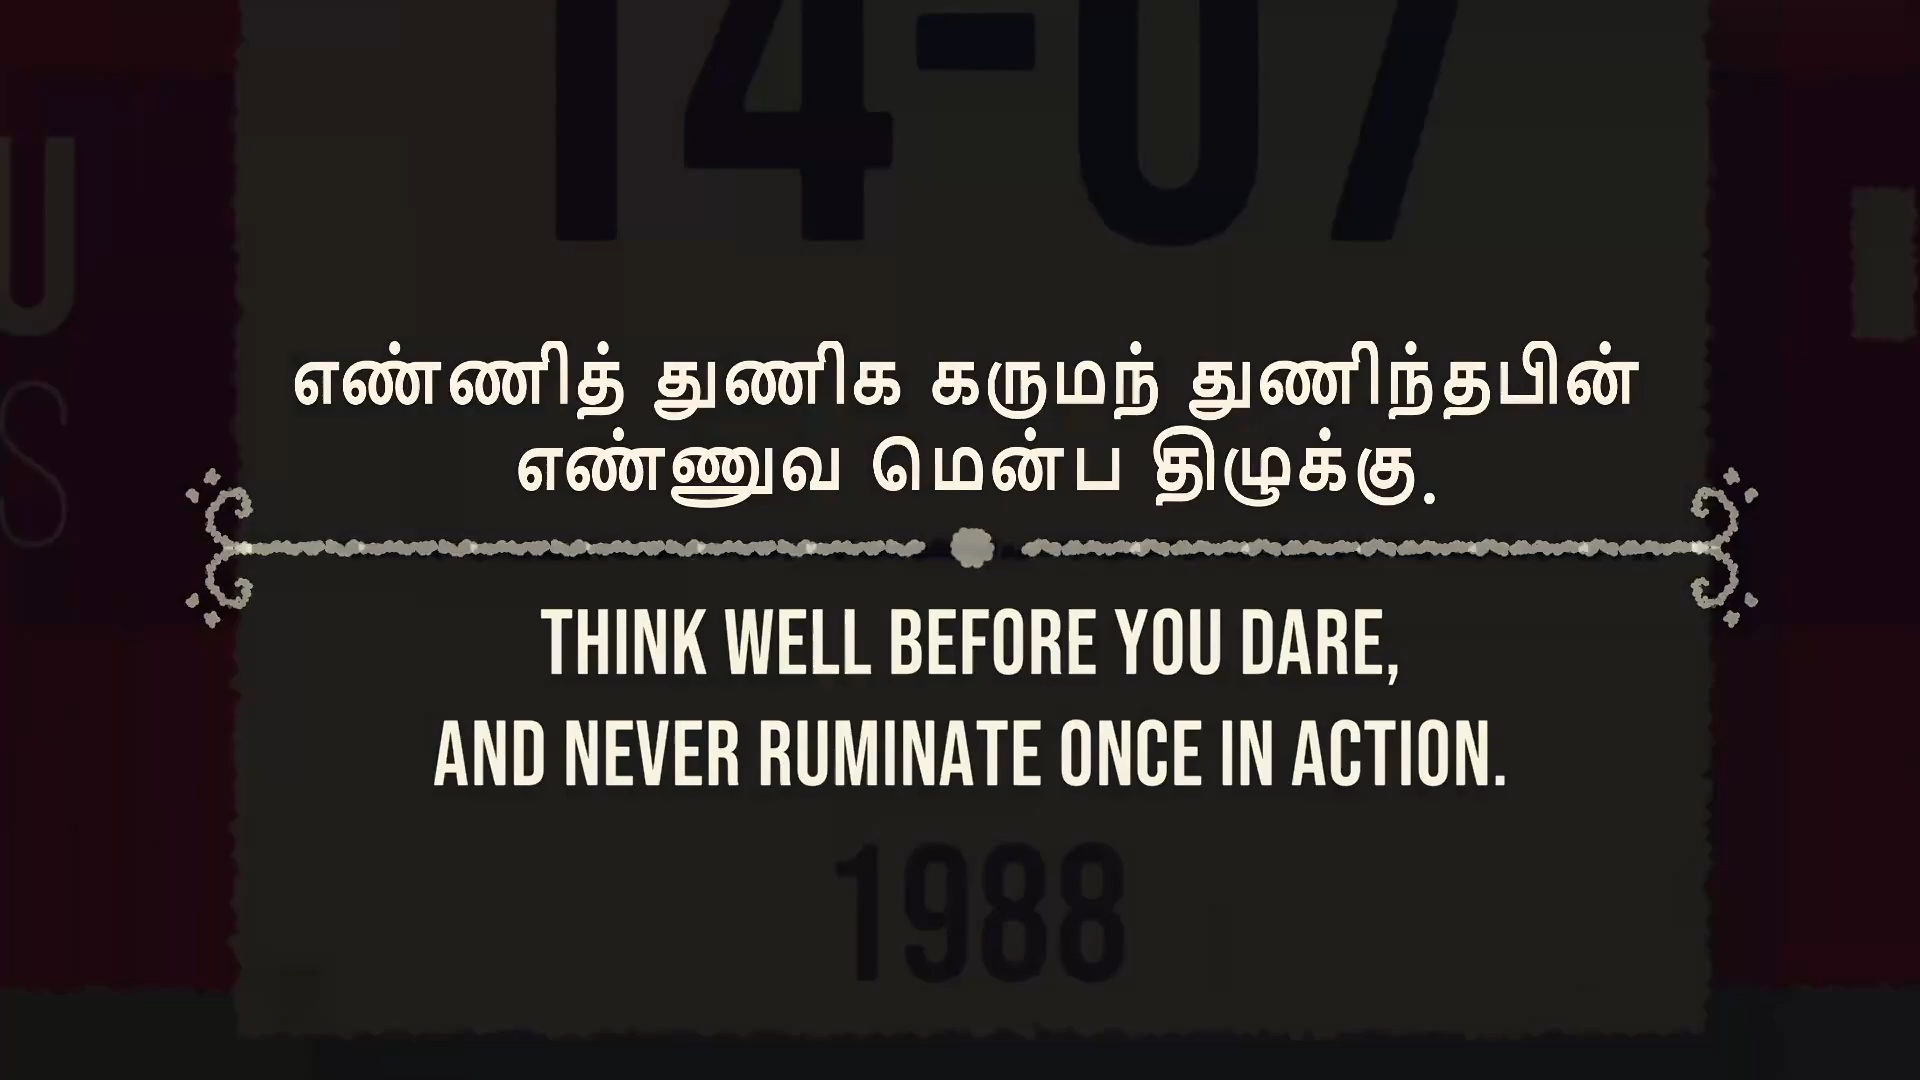 U
S
14-07
எண்ணித் துணிக கருமந் துணிந்தபின்
எண்ணுவ மென்ப திழுக்கு.
THINK WELL BEFORE YOU DARE,
AND NEVER RUMINATE ONCE IN ACTION.
1988